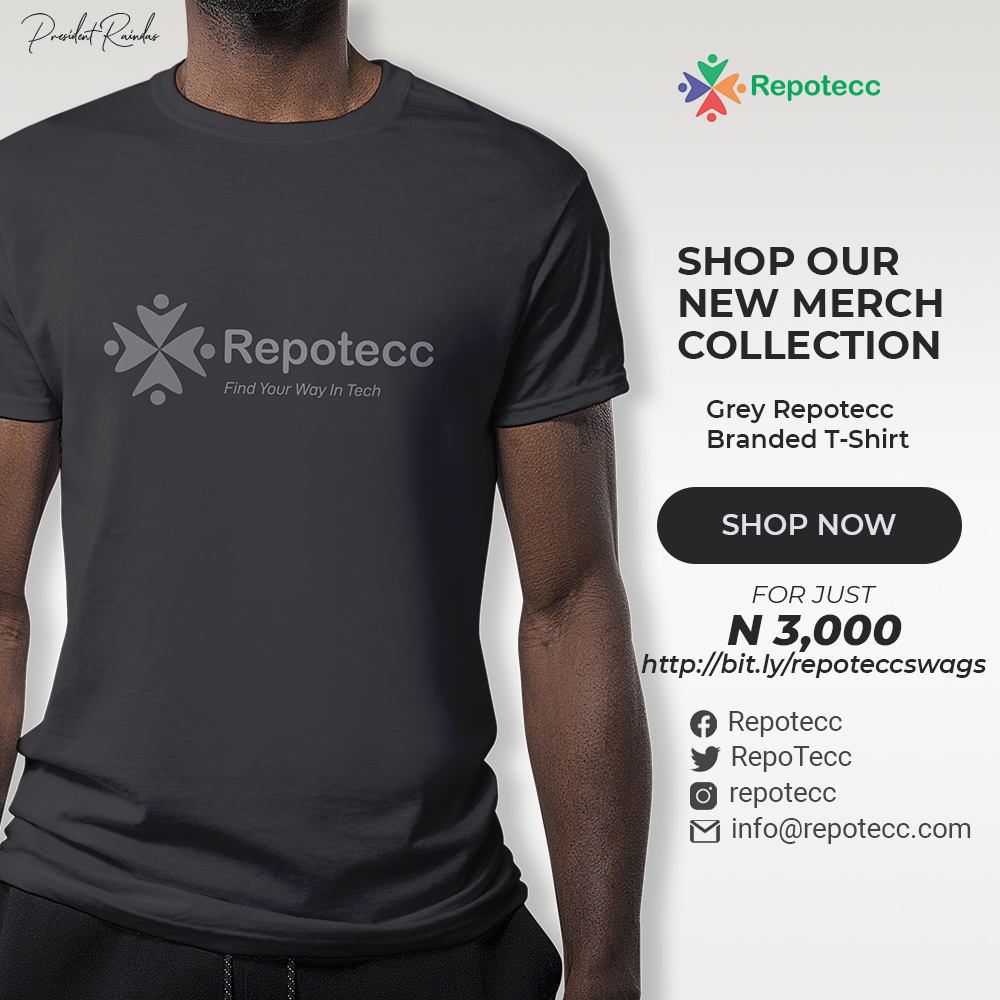 President Raindas
Repotecc
Repotecc
Find Your Way In Tech
SHOP OUR
NEW MERCH
COLLECTION
Grey Repotecc
Branded T-Shirt
SHOP NOW
FOR JUST
N 3,000
http://bit.ly/repoteccswags
Repotecc
RepoTecc
repotecc
info@repotecc.com